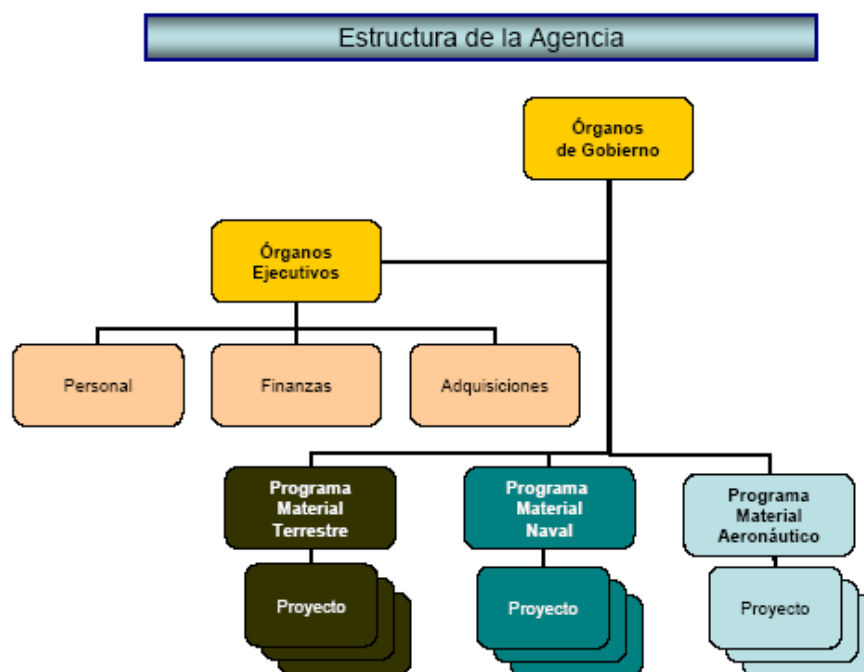 Estructura de la Agencia
Órganos
de Gobierno
Órganos
Ejecutivos
Personal
Finanzas
Adquisiciones
Programa
Material
Terrestre
Programa
Material
Naval
Programa
Material
Aeronáutico
Proyecto
Proyecto
Proyecto